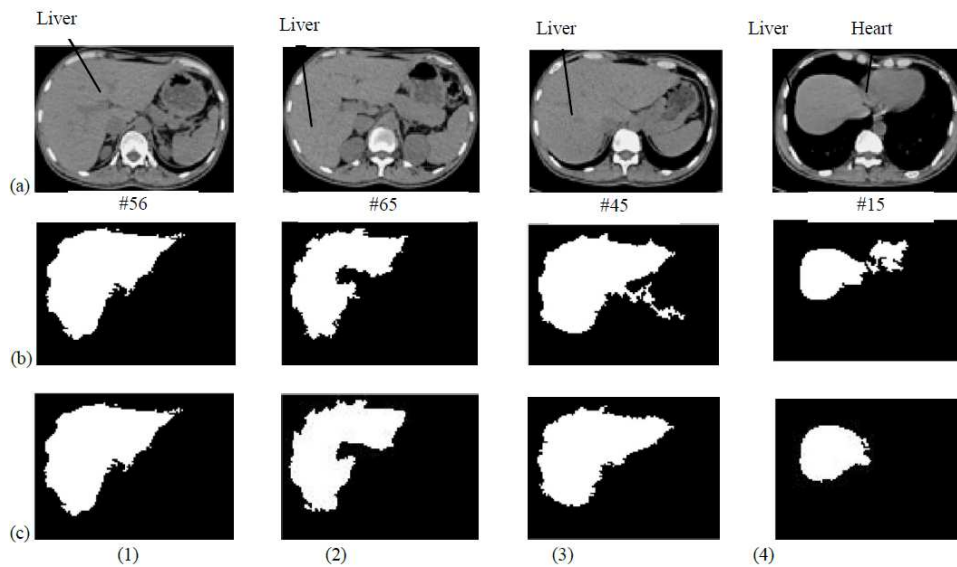 Liver
Liver
Liver
Liver Heart
(a)
#56 #65 #45 #15
(b)
(c)
(1) (2) (3) (4)